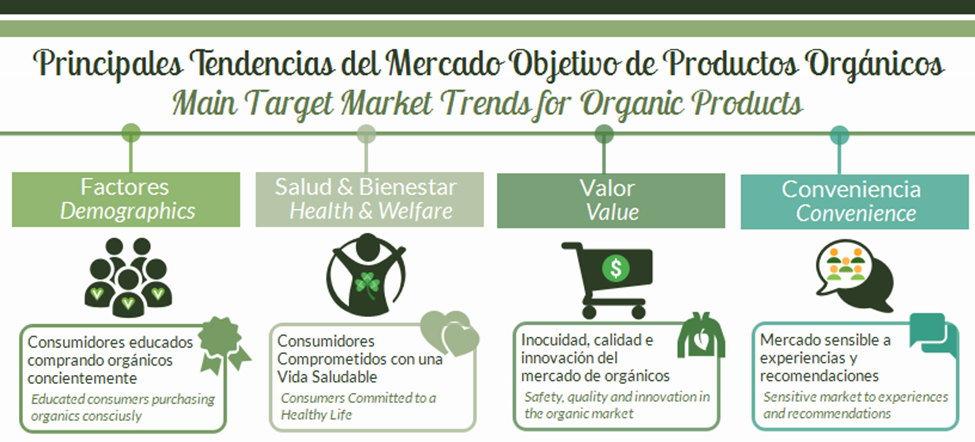 Principales Tendencias del Mercado Objetivo de Productos Orgánicos
Main Target Market Trends for Organic Products
Factores
Demographics
Salud & Bienestar
Health & Welfare
Valor
Value
Conveniencia
Convenience
$
Consumidores educados
comprando orgánicos
concientemente
Educated consumers purchasing
organics consciusly
Consumidores
Comprometidos con una
Vida Saludable
Consumers Committed to a
Healthy Life
Inocuidad, calidad e
innovación del
mercado de orgánicos
Safety, quality and innovation in
the organic market
Mercado sensible a
experiencias y
recomendaciones
Sensitive market to experiences
and recommendations